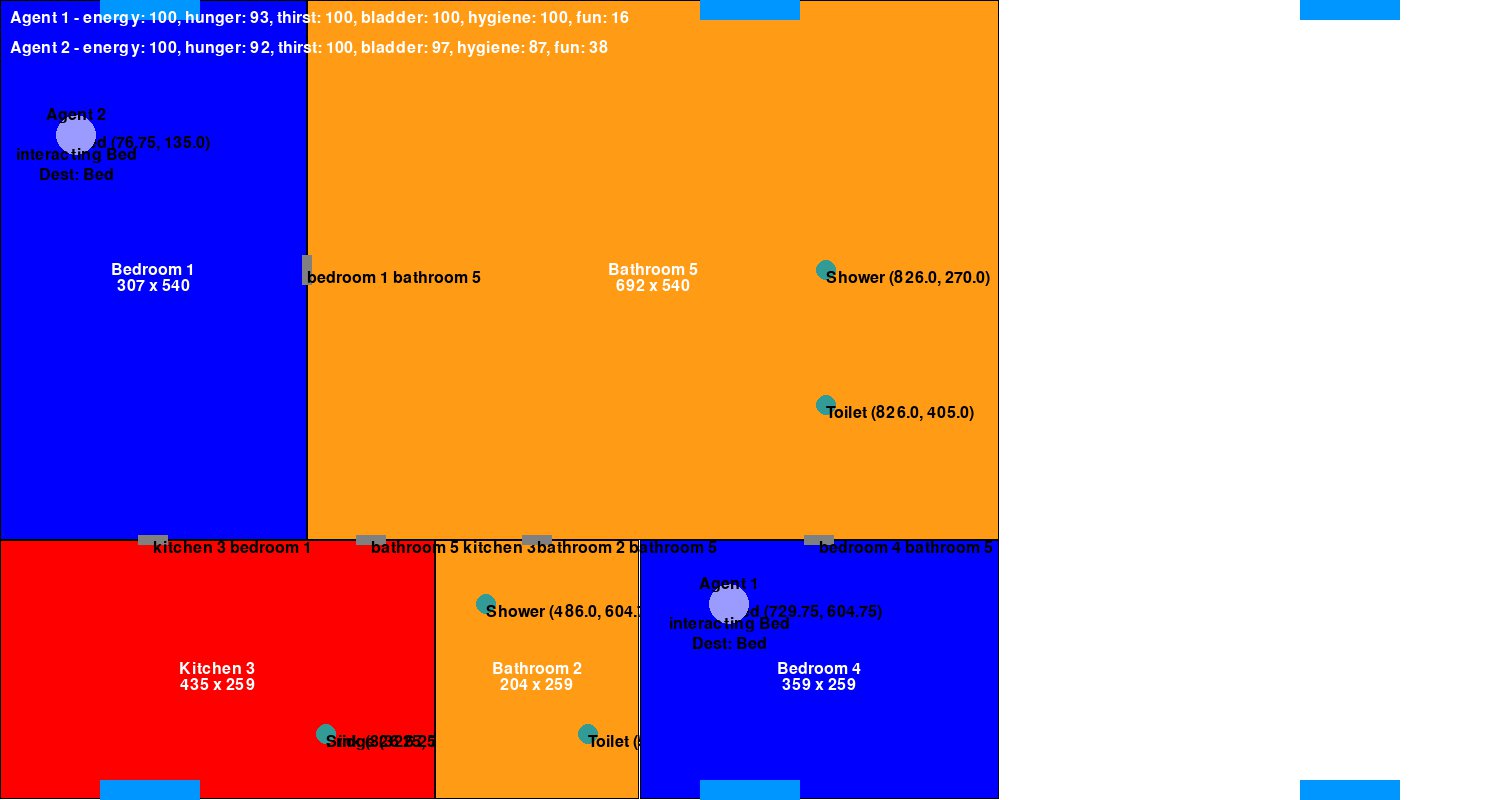 Agent 1 - energy: 100, hunger: 93, thirst: 100, bladder: 100, hygiene: 100, fun: 16
Agent 2 - energy: 100, hunger: 92, thirst: 100, bladder: 97, hygiene: 87, fun: 38
Agent 2
d (76.75, 135.0)
interacting Bed
Dest: Bed
Bedroom 1
307 x 540
bedroom 1 bathroom 5
Bathroom 5
692 x 540
Shower (826.0, 270.0)
Toilet (826.0, 405.0)
kitchen 3 bedroom 1
bathroom 5 kitchen 3
bathroom 2 bathroom 5
bedroom 4 bathroom 5
Shower (486.0, 604.
Agent 1
d (729.75, 604.75)
interacting Bed
Dest: Bed
Kitchen 3
435 x 259
Bathroom 2
204 x 259
Bedroom 4
359 x 259
Toilet (